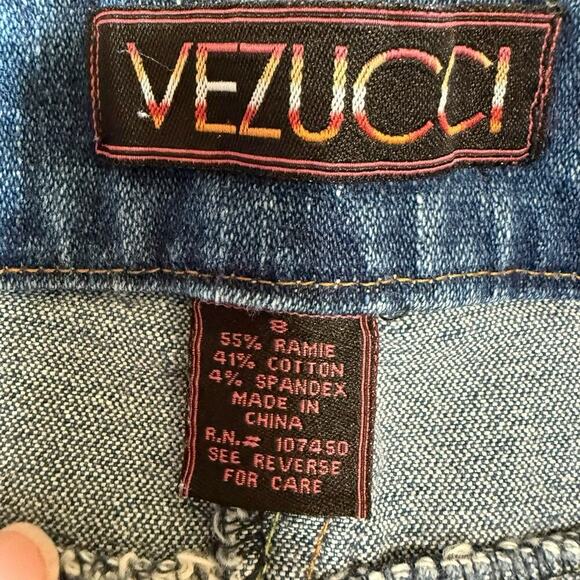 VEZUCCI
8
55% RAMIE
41% COTTON
4% SPANDEX
MADE IN
CHINA
R.N.# 107450
SEE REVERSE
FOR CARE